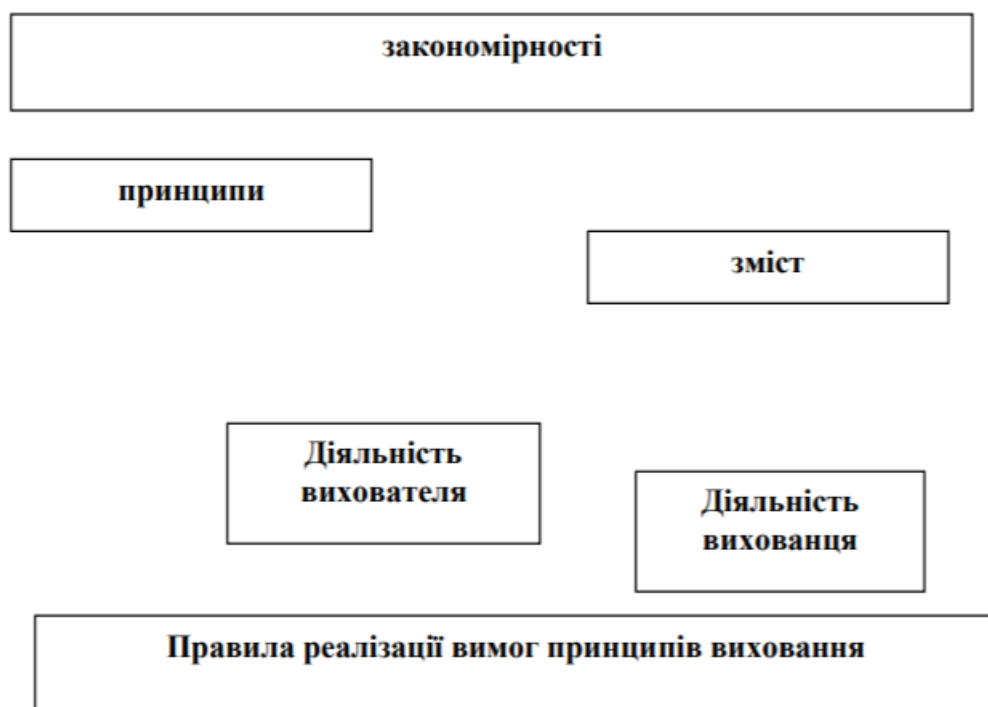 закономірності
принципи
зміст
Діяльність
вихователя
Діяльність
вихованця
Правила реалізації вимог принципів виховання